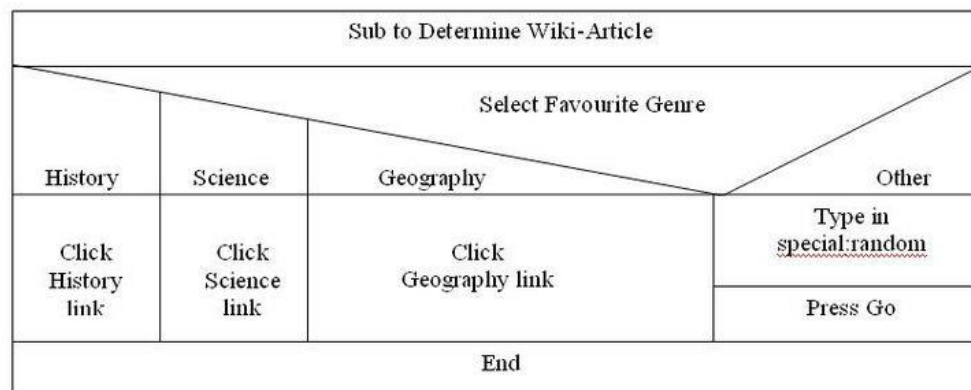 Sub to Determine Wiki-Article
Select Favourite Genre
History
Science
Geography
Other
Click
History
link
Click
Science
link
Click
Geography link
Type in
special:random
Press Go
End